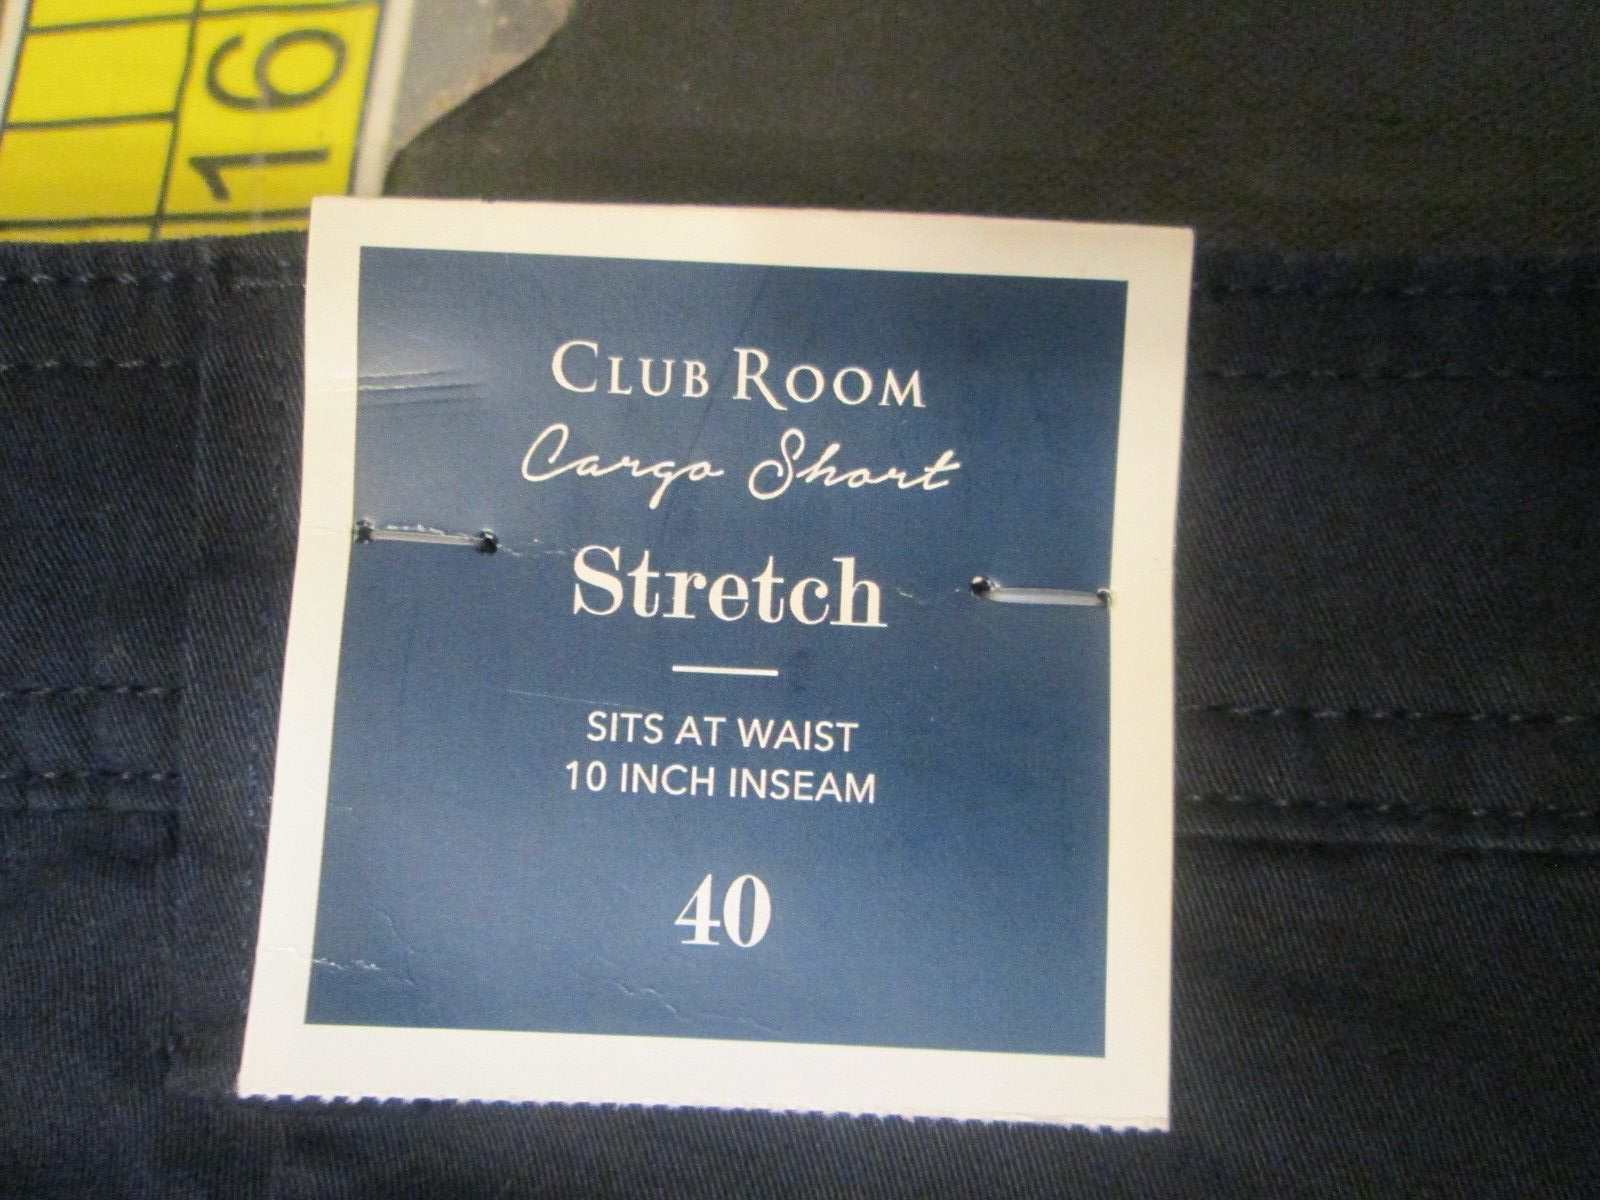 16
CLUB ROOM
Cargo Short
Stretch
SITS AT WAIST
10 INCH INSEAM
40